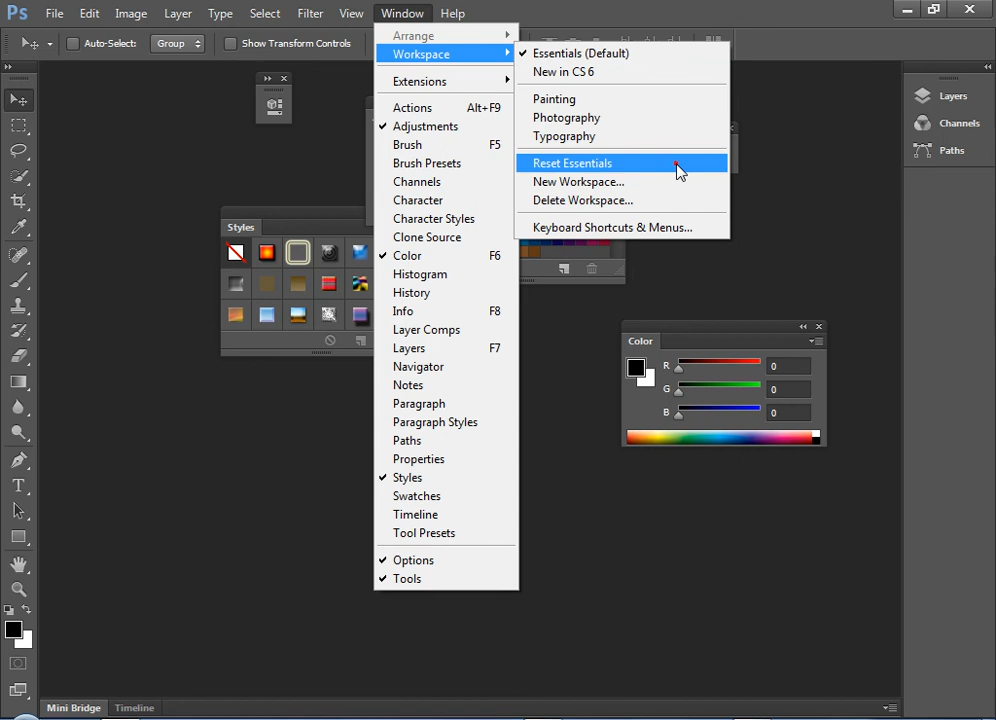 Ps File Edit Image Layer Type Select Filter View Window Help
Auto-Select: Group Show Transform Controls
Arrange
Workspace
Extensions
Actions Alt+F9
Adjustments
Brush F5
Brush Presets
Channels
Character
Character Styles
Clone Source
Color F6
Histogram
History
Info F8
Layer Comps
Layers F7
Navigator
Notes
Paragraph
Paragraph Styles
Paths
Properties
Styles
Swatches
Timeline
Tool Presets
Options
Tools
Essentials (Default)
New in CS6
Painting
Photography
Typography
Reset Essentials
New Workspace...
Delete Workspace...
Keyboard Shortcuts & Menus...
Styles
Color
R 0
G 0
B 0
Layers
Channels
Paths
Mini Bridge Timeline